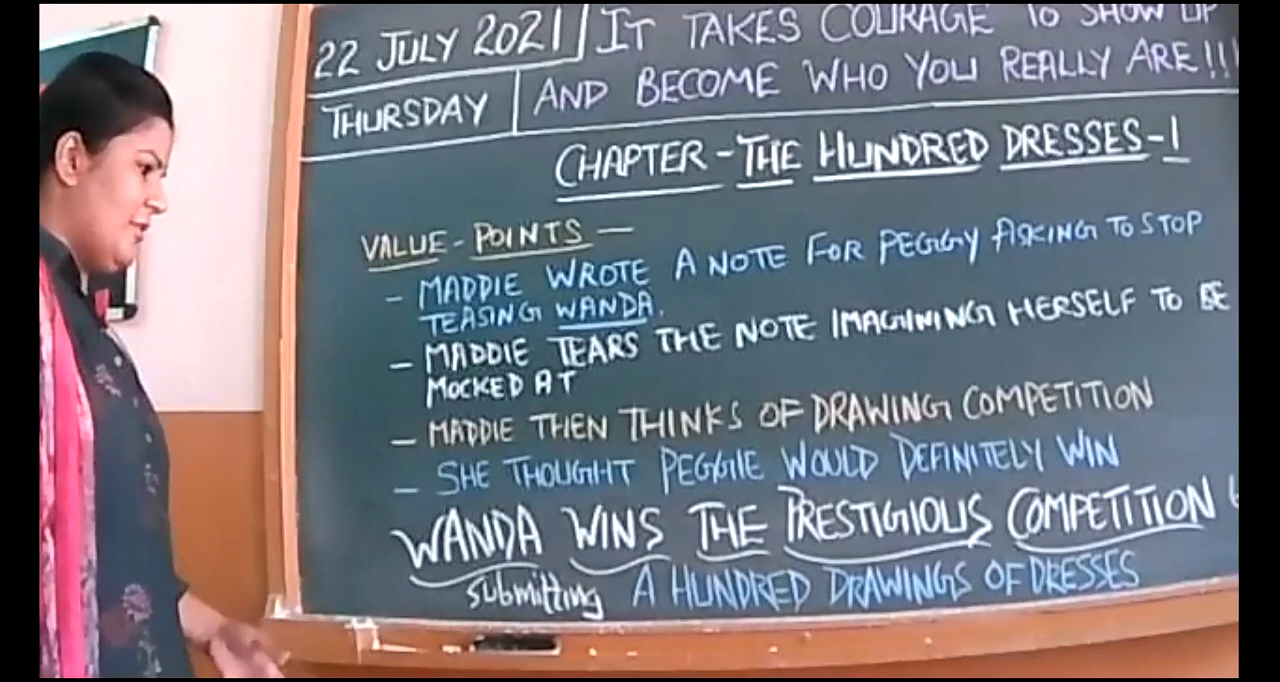 22 JULY 2021 IT TAKES COURAGE TO SHOW UP
THURSDAY AND BECOME WHO YOU REALLY ARE!!!
CHAPTER - THE HUNDRED DRESSES - I
VALUE - POINTS —
- MADDIE WROTE A NOTE FOR PEGGY ASKING TO STOP
TEASING WANDA.
- MADDIE TEARS THE NOTE IMAGINING HERSELF TO BE
MOCKED AT
- MADDIE THEN THINKS OF DRAWING COMPETITION
- SHE THOUGHT PEGGIE WOULD DEFINITELY WIN
WANDA WINS THE PRESTIGIOUS COMPETITION
submitting A HUNDRED DRAWINGS OF DRESSES